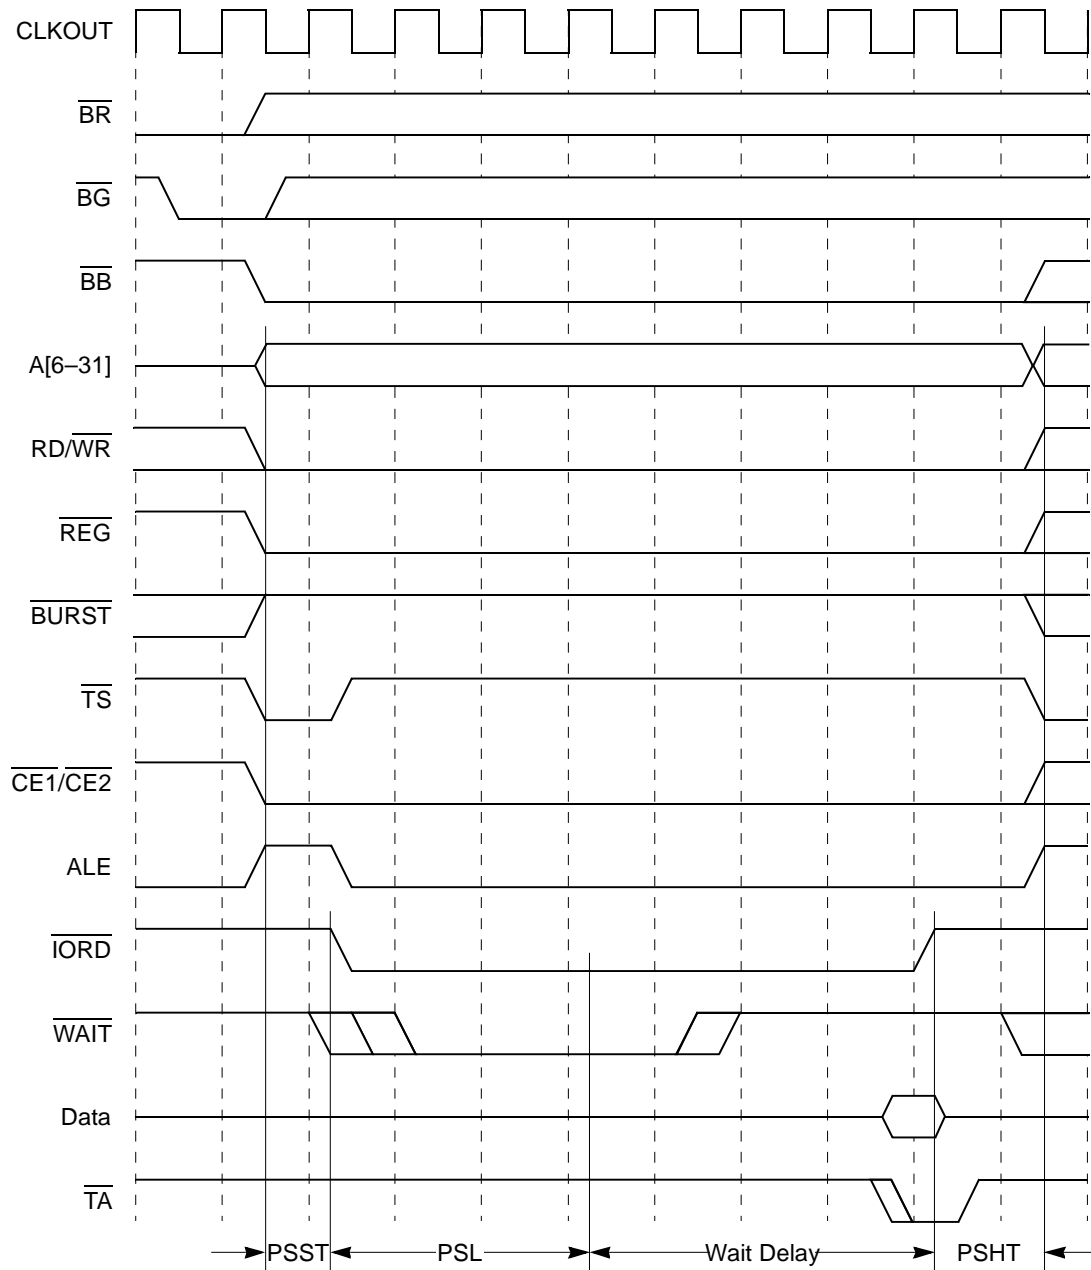 CLKOUT
BR
BG
BB
A[6–31]
RD/WR
REG
BURST
TS
CE1/CE2
ALE
IORD
WAIT
Data
TA
PSST PSL Wait Delay PSHT